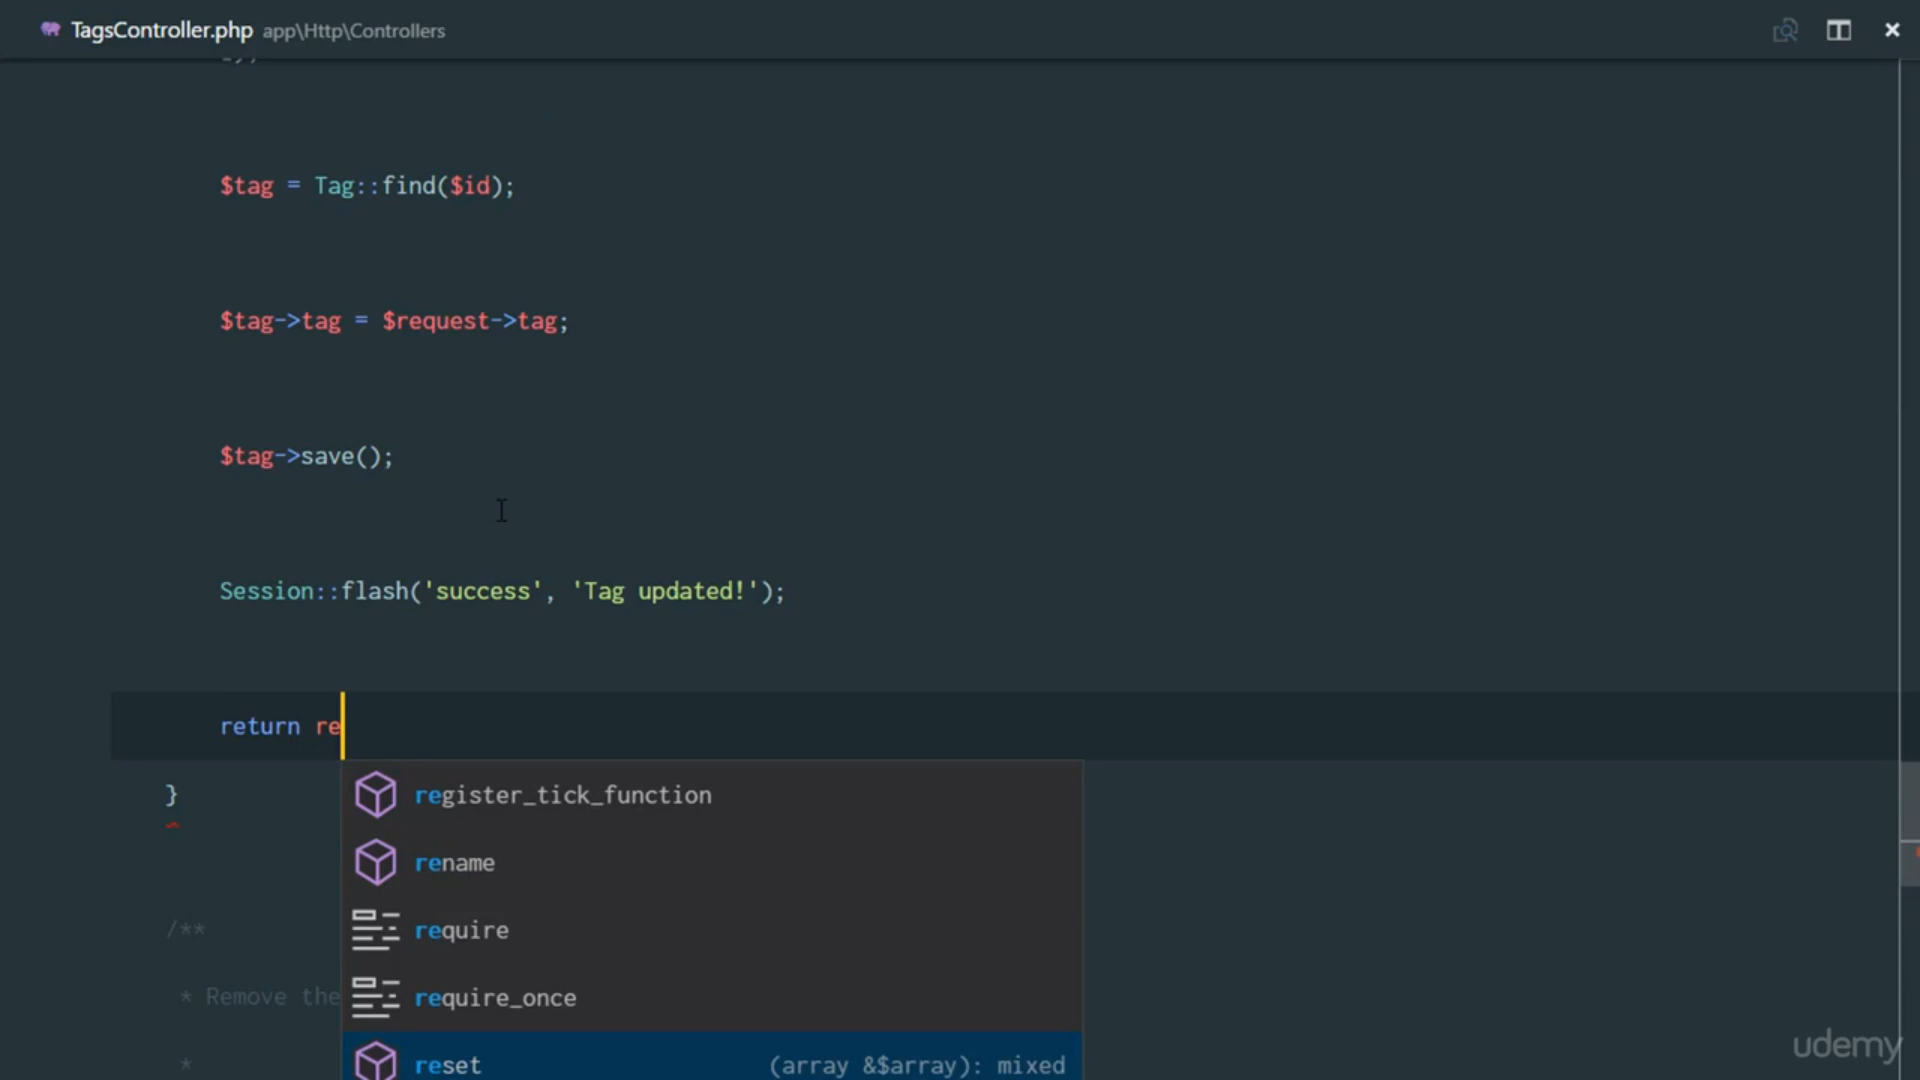 TagsController.php app\Http\Controllers
$tag = Tag::find($id);
$tag->tag = $request->tag;
$tag->save();
Session::flash('success', 'Tag updated!');
return re
}
register_tick_function
rename
/**
require
* Remove the
require_once
*
reset (array &$array): mixed
udemy